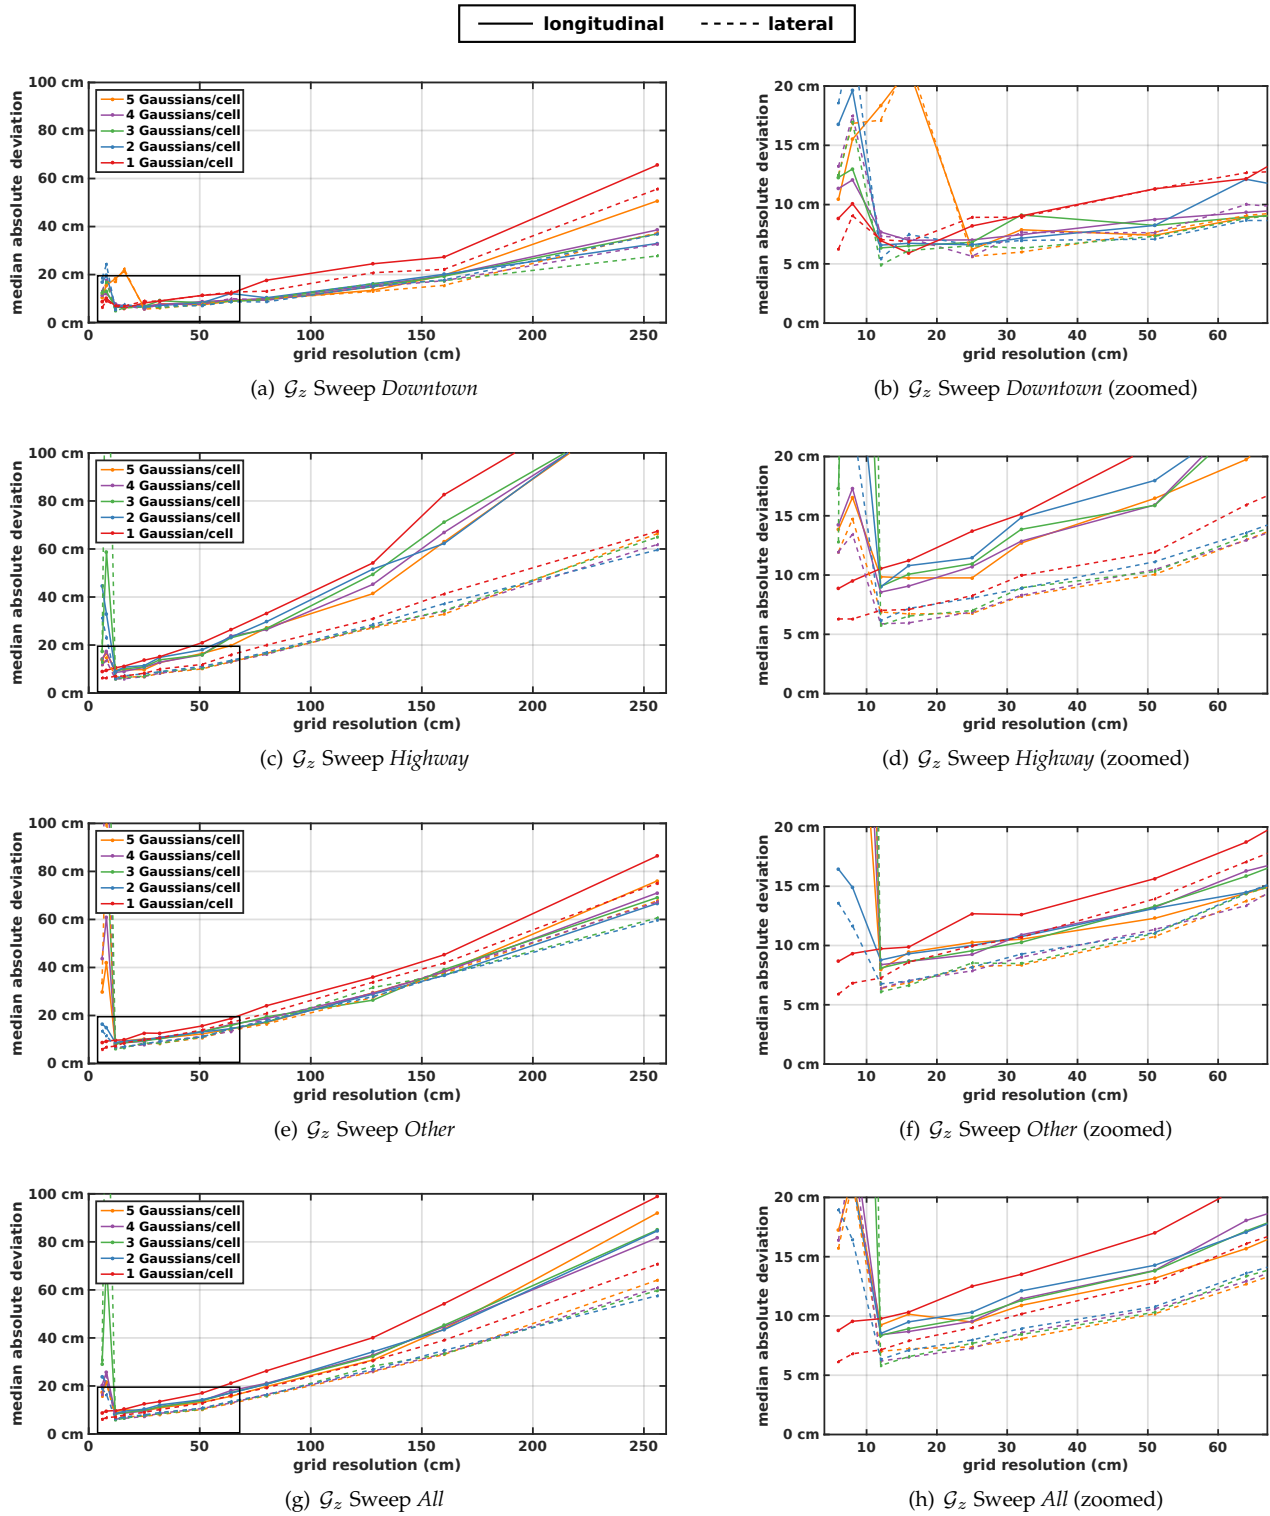 longitudinal lateral
100 cm
80 cm
60 cm
40 cm
20 cm
0 cm
median absolute deviation
5 Gaussians/cell
4 Gaussians/cell
3 Gaussians/cell
2 Gaussians/cell
1 Gaussian/cell
0 50 100 150 200 250
grid resolution (cm)
(a) 𝒢z Sweep Downtown
20 cm
15 cm
10 cm
5 cm
0 cm
median absolute deviation
10 20 30 40 50 60
grid resolution (cm)
(b) 𝒢z Sweep Downtown (zoomed)
100 cm
80 cm
60 cm
40 cm
20 cm
0 cm
median absolute deviation
5 Gaussians/cell
4 Gaussians/cell
3 Gaussians/cell
2 Gaussians/cell
1 Gaussian/cell
0 50 100 150 200 250
grid resolution (cm)
(c) 𝒢z Sweep Highway
20 cm
15 cm
10 cm
5 cm
0 cm
median absolute deviation
10 20 30 40 50 60
grid resolution (cm)
(d) 𝒢z Sweep Highway (zoomed)
100 cm
80 cm
60 cm
40 cm
20 cm
0 cm
median absolute deviation
5 Gaussians/cell
4 Gaussians/cell
3 Gaussians/cell
2 Gaussians/cell
1 Gaussian/cell
0 50 100 150 200 250
grid resolution (cm)
(e) 𝒢z Sweep Other
20 cm
15 cm
10 cm
5 cm
0 cm
median absolute deviation
10 20 30 40 50 60
grid resolution (cm)
(f) 𝒢z Sweep Other (zoomed)
100 cm
80 cm
60 cm
40 cm
20 cm
0 cm
median absolute deviation
5 Gaussians/cell
4 Gaussians/cell
3 Gaussians/cell
2 Gaussians/cell
1 Gaussian/cell
0 50 100 150 200 250
grid resolution (cm)
(g) 𝒢z Sweep All
20 cm
15 cm
10 cm
5 cm
0 cm
median absolute deviation
10 20 30 40 50 60
grid resolution (cm)
(h) 𝒢z Sweep All (zoomed)